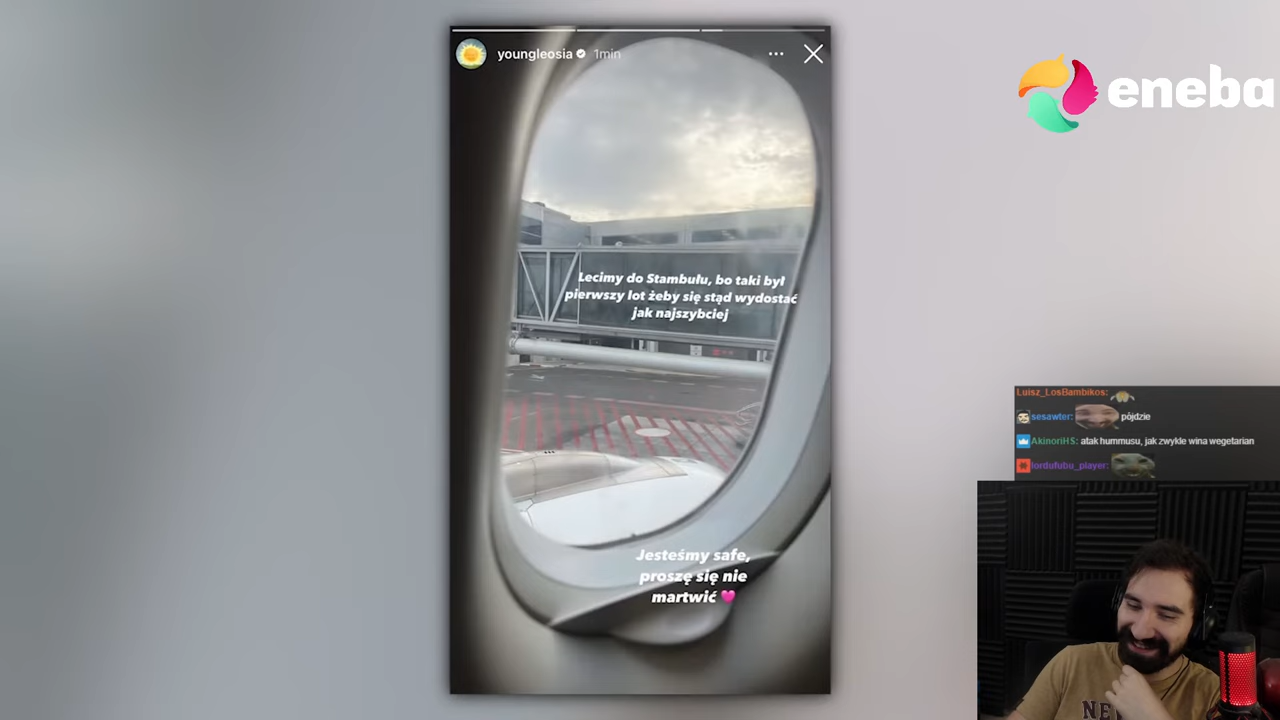 youngleosia 1min
eneba
Lecimy do Stambułu, bo taki był
pierwszy lot żeby się stąd wydostać
jak najszybciej
Luisz_LosBambikos:
sesawter: pójdzie
AkinoriHS: atak hummusu, jak zwykle wina wegetarian
lordufubu_player:
Jesteśmy safe,
proszę się nie
martwić
NE